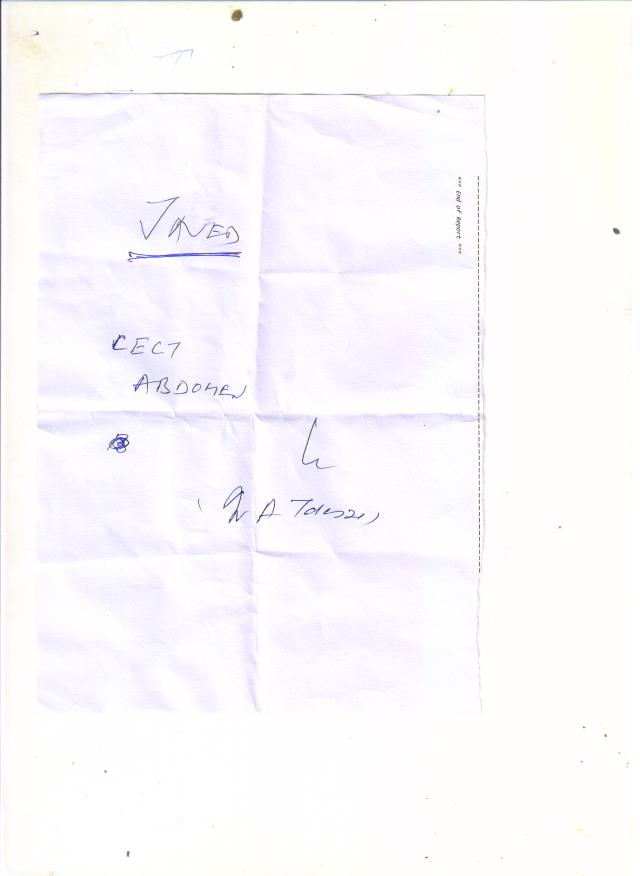 JAVED
CECT
ABDOMEN
*** End of Report ***